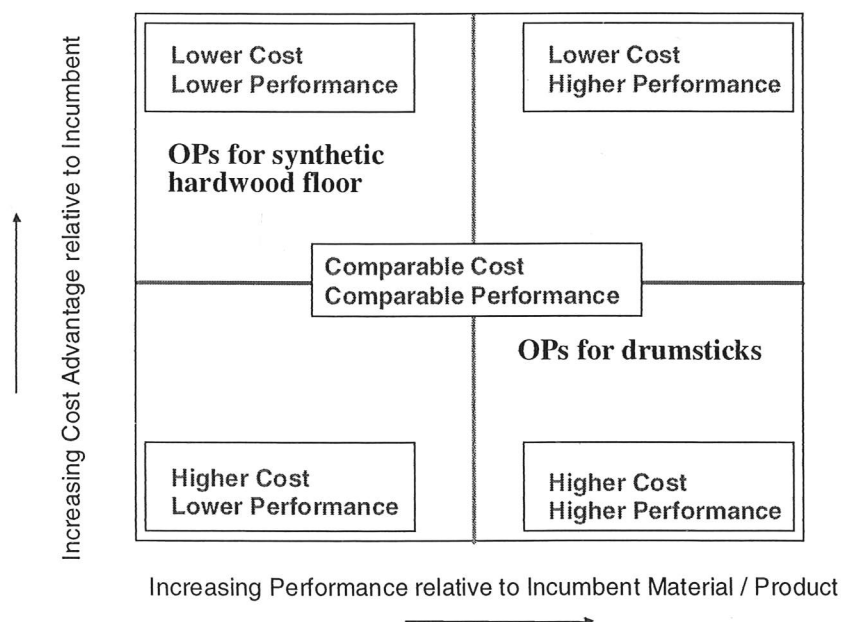 Lower Cost
Lower Performance
Lower Cost
Higher Performance
OPs for synthetic
hardwood floor
Comparable Cost
Comparable Performance
OPs for drumsticks
Higher Cost
Lower Performance
Higher Cost
Higher Performance
Increasing Cost Advantage relative to Incumbent
Increasing Performance relative to Incumbent Material / Product